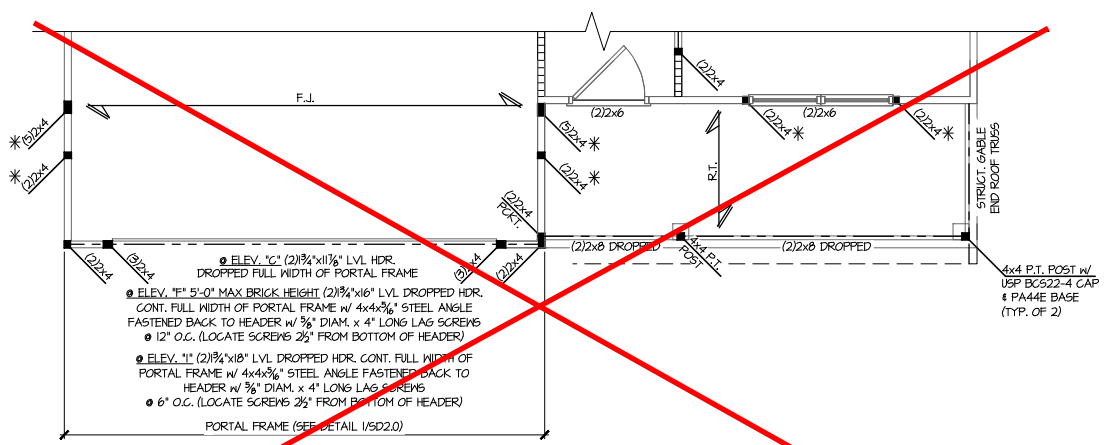 (2)2x4
F.J.
(2)2x6
(2)2x6
(5)2x4
(5)2x4
(2)2x4
(2)2x4
R.T.
STRUCT. GABLE
END ROOF TRUSS
(2)2x4
(2)2x4
(2)2x4
PCKT.
(2)2x8 DROPPED
(2)2x8 DROPPED
4x4 P.T.
POST
(2)2x4
(3)2x4
(3)2x4
(2)2x4
@ ELEV. "G" (2)1¾"x11⅞" LVL HDR.
DROPPED FULL WIDTH OF PORTAL FRAME
4x4 P.T. POST W/
USP BCS22-4 CAP
& PA44E BASE
(TYP. OF 2)
@ ELEV. "F" 5'-0" MAX BRICK HEIGHT (2)1¾"x16" LVL DROPPED HDR.
CONT. FULL WIDTH OF PORTAL FRAME W/ 4x4x5/16" STEEL ANGLE
FASTENED BACK TO HEADER W/ ⅝" DIAM. x 4" LONG LAG SCREWS
@ 12" O.C. (LOCATE SCREWS 2½" FROM BOTTOM OF HEADER)
@ ELEV. "I" (2)1¾"x18" LVL DROPPED HDR. CONT. FULL WIDTH OF
PORTAL FRAME W/ 4x4x5/16" STEEL ANGLE FASTENED BACK TO
HEADER W/ ⅝" DIAM. x 4" LONG LAG SCREWS
@ 6" O.C. (LOCATE SCREWS 2½" FROM BOTTOM OF HEADER)
PORTAL FRAME (SEE DETAIL 1/SD2.0)